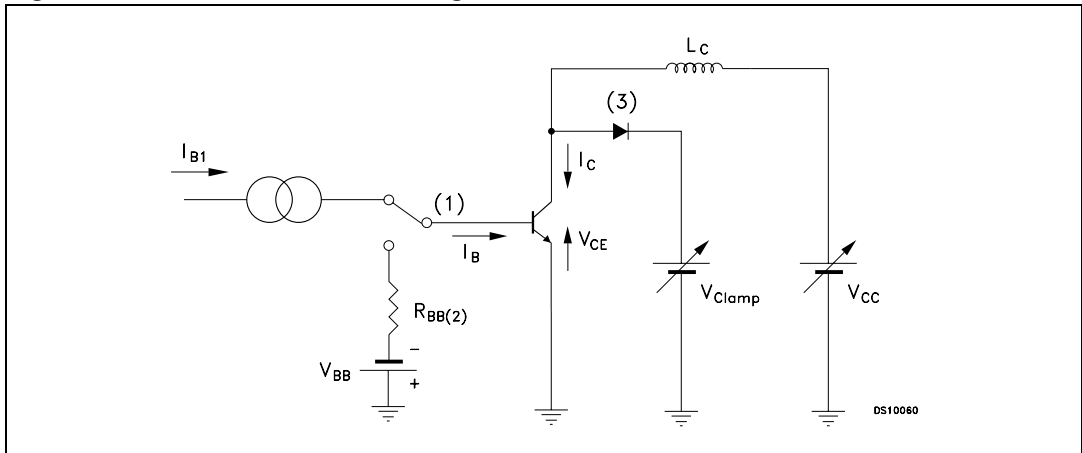 L_C
(3)
I_B1
I_C
(1)
I_B
V_CE
R_BB(2)
V_Clamp
V_CC
−
V_BB
+
DS10060